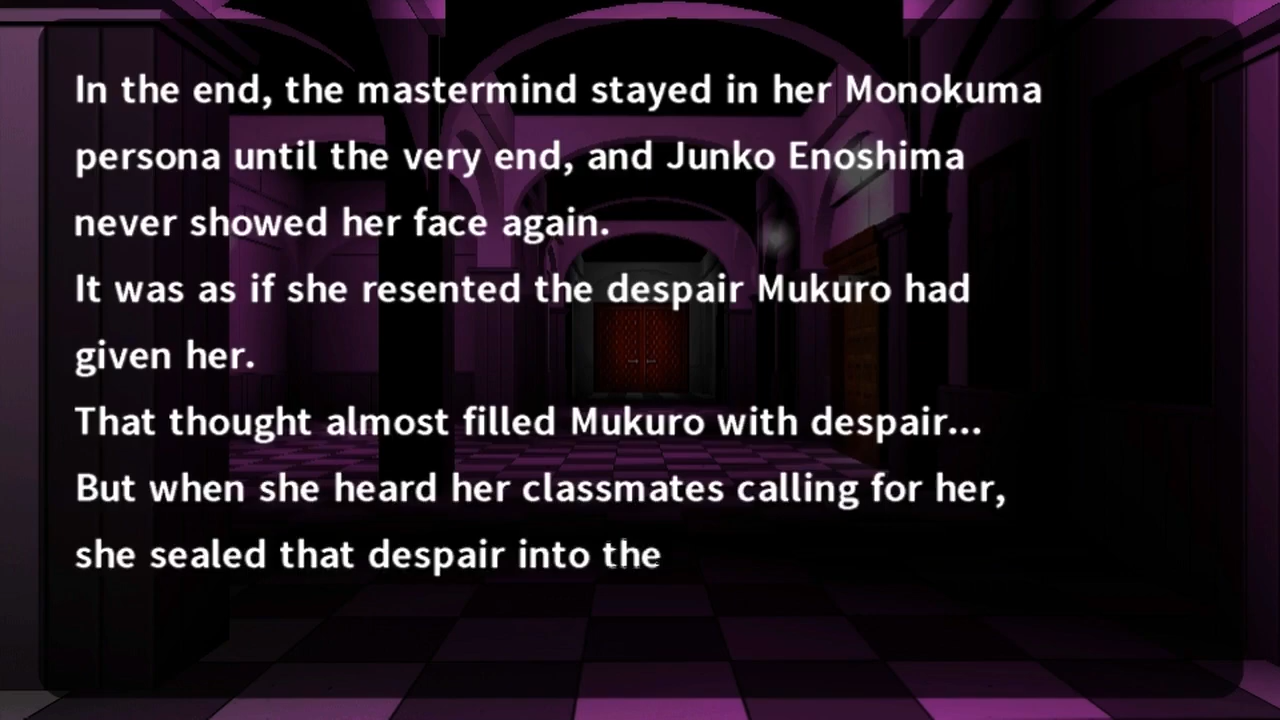 In the end, the mastermind stayed in her Monokuma
persona until the very end, and Junko Enoshima
never showed her face again.
It was as if she resented the despair Mukuro had
given her.
That thought almost filled Mukuro with despair...
But when she heard her classmates calling for her,
she sealed that despair into the